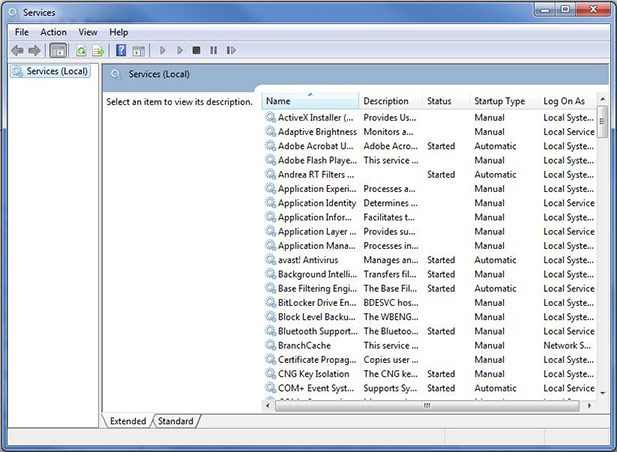 Services
File Action View Help
Services (Local)
Services (Local)
Select an item to view its description.
Name Description Status Startup Type Log On As
ActiveX Installer (... Provides Us... Manual Local Syste...
Adaptive Brightness Monitors a... Manual Local Service
Adobe Acrobat U... Adobe Acro... Started Automatic Local Syste...
Adobe Flash Playe... This service ... Manual Local Syste...
Andrea RT Filters ... Started Automatic Local Syste...
Application Experi... Processes a... Manual Local Syste...
Application Identity Determines ... Manual Local Service
Application Infor... Facilitates t... Manual Local Syste...
Application Layer ... Provides su... Manual Local Service
Application Mana... Processes in... Manual Local Syste...
avast! Antivirus Manages an... Started Automatic Local Syste...
Background Intelli... Transfers fil... Started Manual Local Syste...
Base Filtering Engi... The Base Fil... Started Automatic Local Service
BitLocker Drive En... BDESVC hos... Manual Local Syste...
Block Level Backu... The WBENG... Manual Local Syste...
Bluetooth Support... The Bluetoo... Started Manual Local Service
BranchCache This service ... Manual Network S...
Certificate Propag... Copies user ... Manual Local Syste...
CNG Key Isolation The CNG ke... Started Manual Local Syste...
COM+ Event Syst... Supports Sy... Started Automatic Local Service
Extended Standard